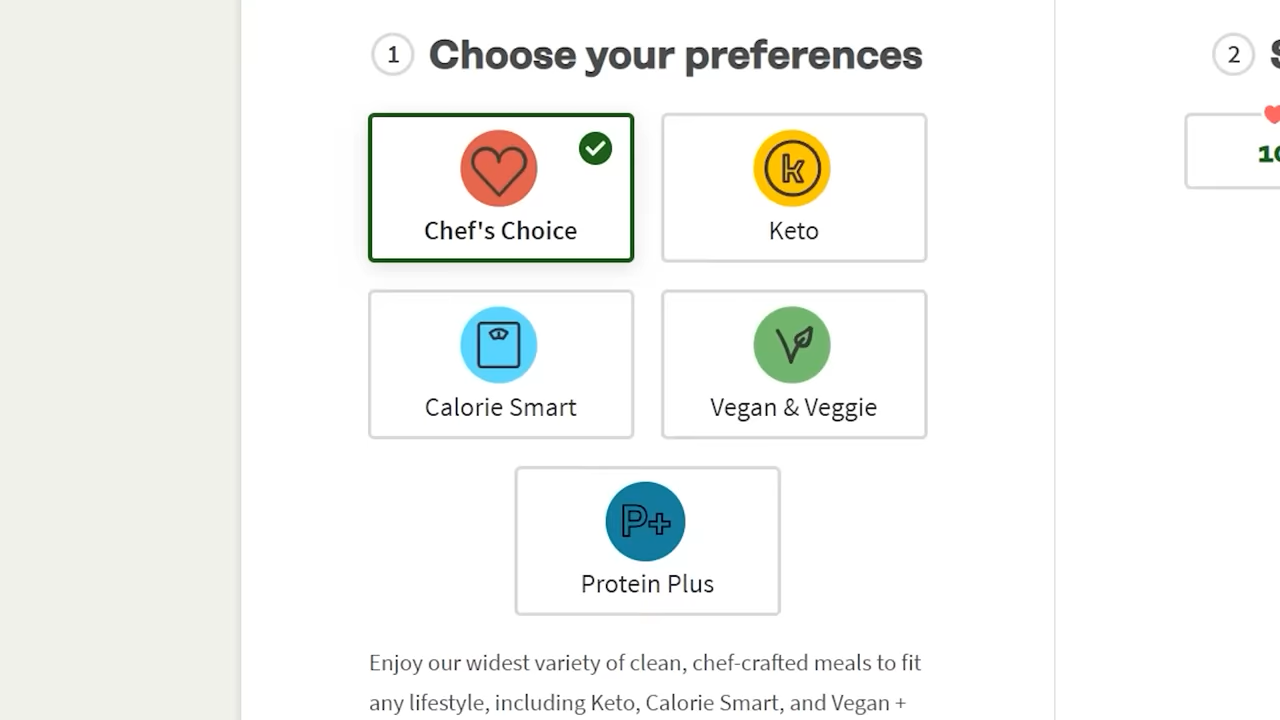 1 Choose your preferences
2
Chef's Choice
k
Keto
Calorie Smart
V
Vegan & Veggie
P+
Protein Plus
Enjoy our widest variety of clean, chef-crafted meals to fit
any lifestyle, including Keto, Calorie Smart, and Vegan +